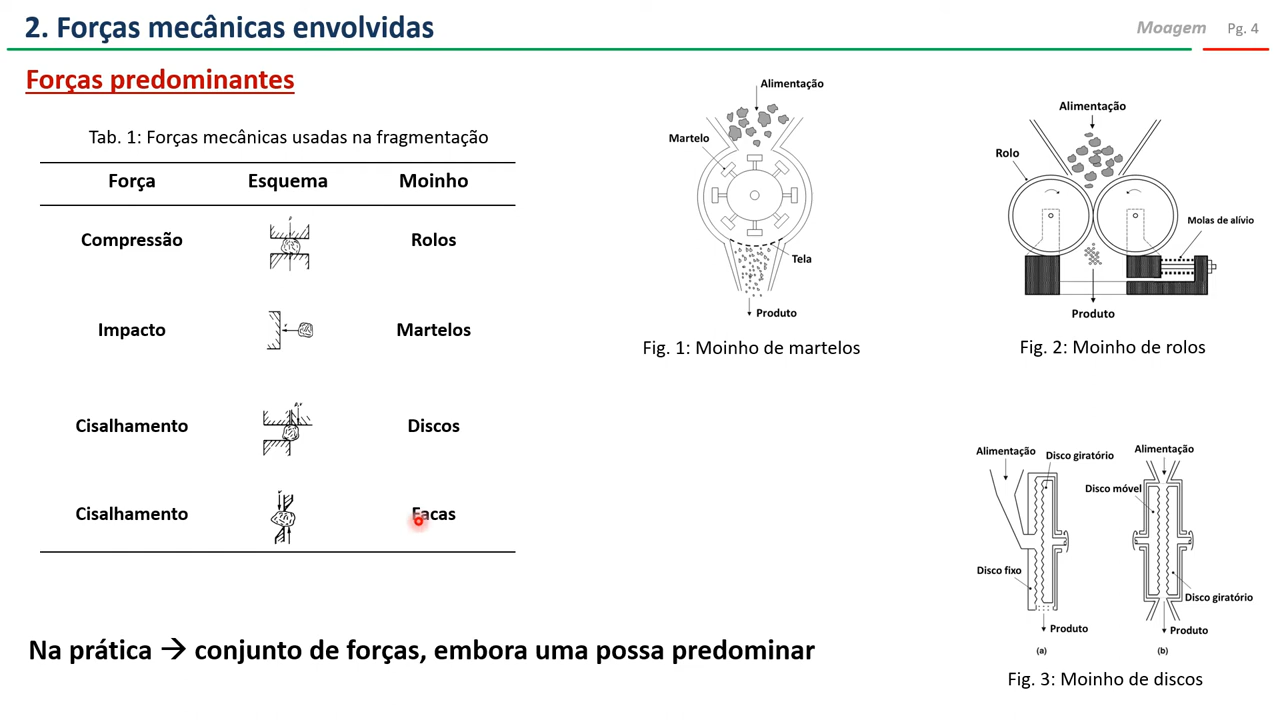 2. Forças mecânicas envolvidas
Moagem Pg. 4
Forças predominantes
Tab. 1: Forças mecânicas usadas na fragmentação
Força Esquema Moinho
Compressão Rolos
Impacto Martelos
Cisalhamento Discos
Cisalhamento Facas
Na prática → conjunto de forças, embora uma possa predominar
Alimentação
Martelo
Tela
Produto
Fig. 1: Moinho de martelos
Alimentação
Rolo
Molas de alívio
Produto
Fig. 2: Moinho de rolos
Alimentação
Disco giratório
Disco fixo
Produto
(a)
Alimentação
Disco móvel
Disco giratório
Produto
(b)
Fig. 3: Moinho de discos